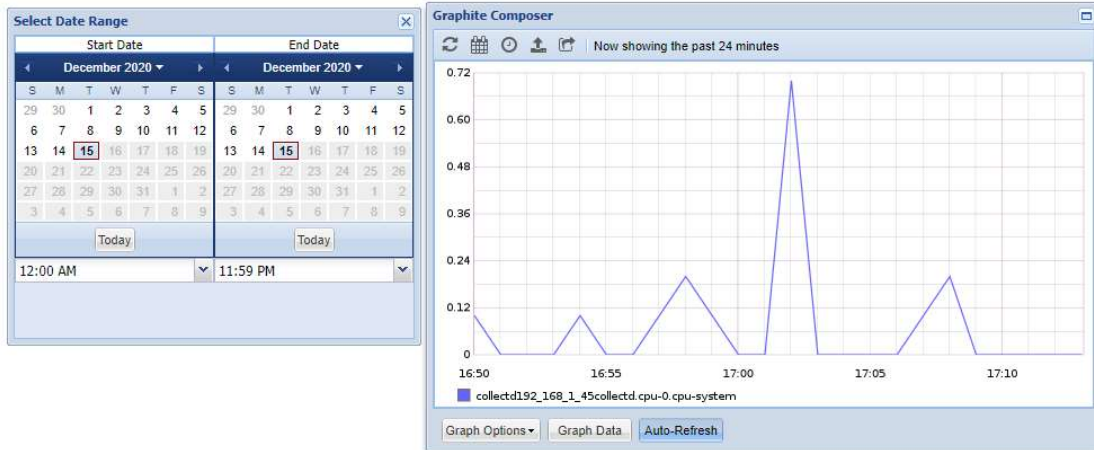 Select Date Range
Start Date
End Date
December 2020
December 2020
S M T W T F S
S M T W T F S
29 30 1 2 3 4 5
29 30 1 2 3 4 5
6 7 8 9 10 11 12
6 7 8 9 10 11 12
13 14 15 16 17 18 19
13 14 15 16 17 18 19
20 21 22 23 24 25 26
20 21 22 23 24 25 26
27 28 29 30 31 1 2
27 28 29 30 31 1 2
3 4 5 6 7 8 9
3 4 5 6 7 8 9
Today
Today
12:00 AM
11:59 PM
Graphite Composer
Now showing the past 24 minutes
0.72
0.60
0.48
0.36
0.24
0.12
0
16:50 16:55 17:00 17:05 17:10
collectd192_168_1_45collectd.cpu-0.cpu-system
Graph Options Graph Data Auto-Refresh